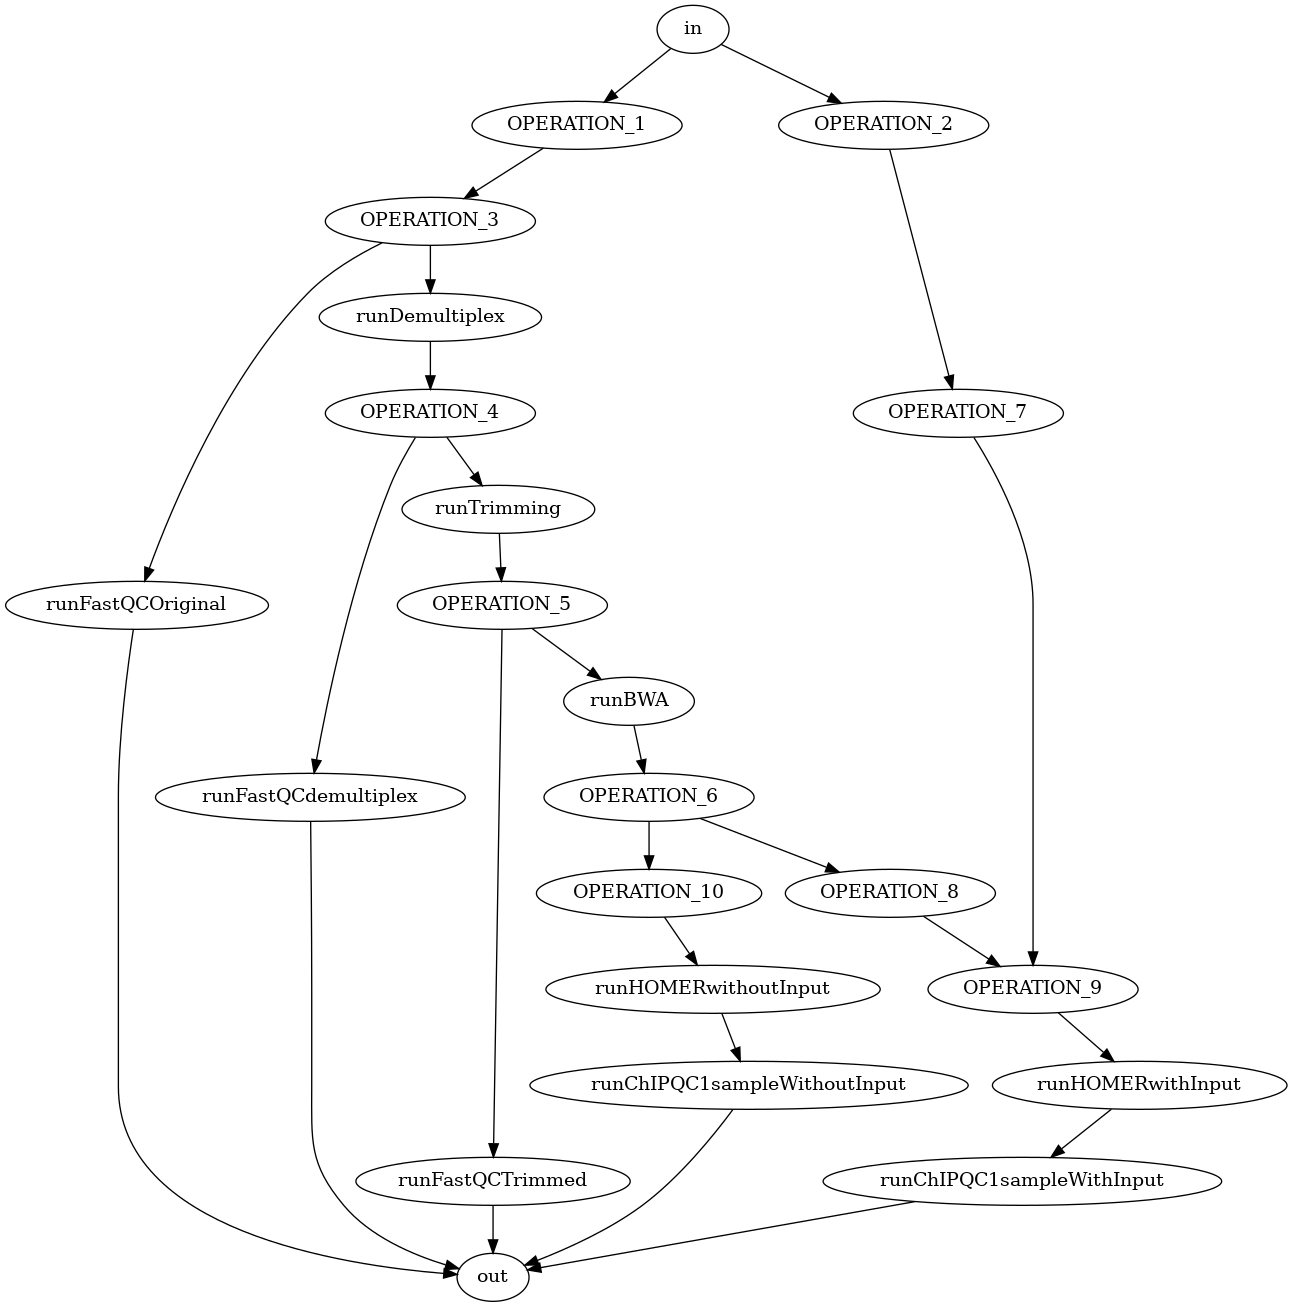 in
OPERATION_1
OPERATION_2
OPERATION_3
runDemultiplex
OPERATION_4
OPERATION_7
runTrimming
runFastQCOriginal
OPERATION_5
runBWA
runFastQCdemultiplex
OPERATION_6
OPERATION_10
OPERATION_8
runHOMERwithoutInput
OPERATION_9
runChIPQC1sampleWithoutInput
runHOMERwithInput
runFastQCTrimmed
runChIPQC1sampleWithInput
out